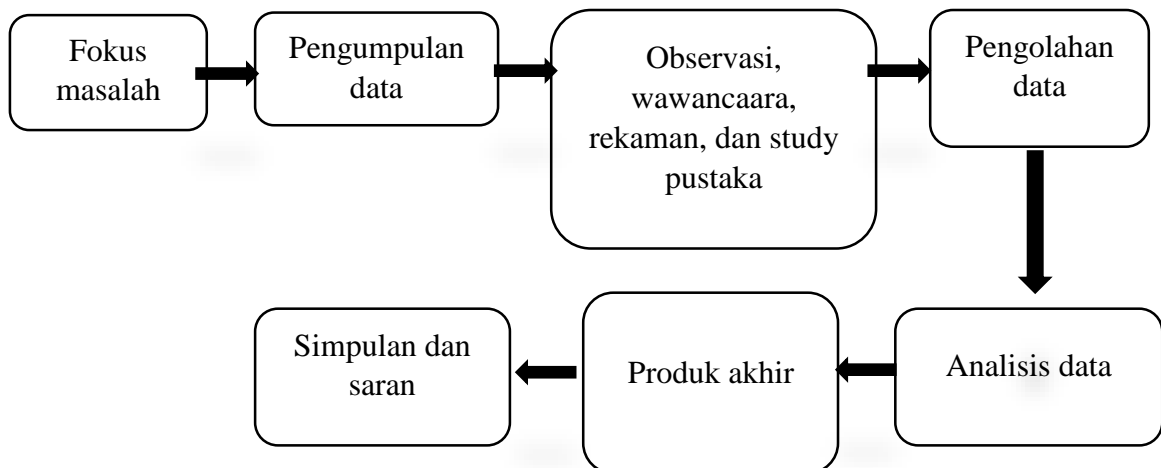 Fokus
masalah
Pengumpulan
data
Observasi,
wawancaara,
rekaman, dan study
pustaka
Pengolahan
data
Analisis data
Produk akhir
Simpulan dan
saran